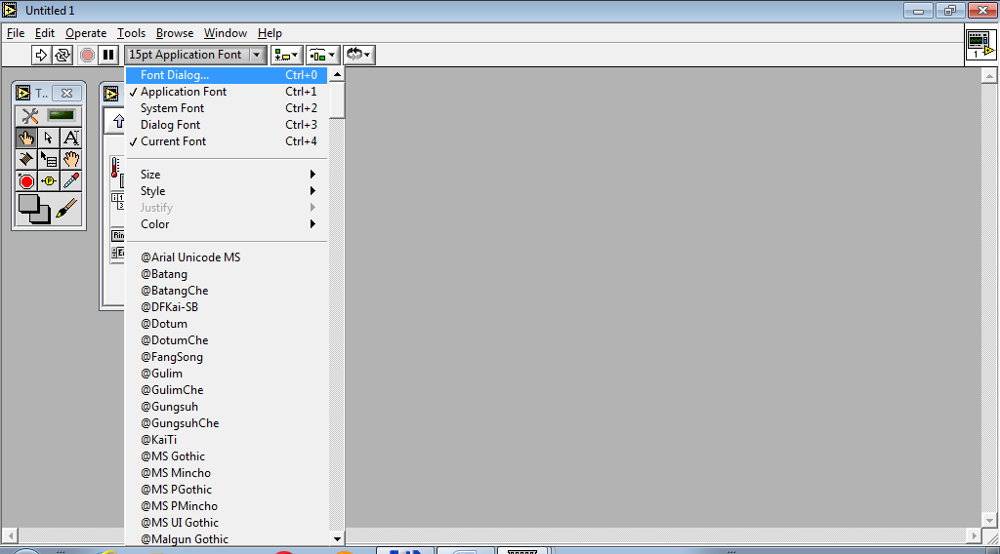 Untitled 1
File Edit Operate Tools Browse Window Help
15pt Application Font
Font Dialog... Ctrl+0
Application Font Ctrl+1
System Font Ctrl+2
Dialog Font Ctrl+3
Current Font Ctrl+4
Size
Style
Justify
Color
@Arial Unicode MS
@Batang
@BatangChe
@DFKai-SB
@Dotum
@DotumChe
@FangSong
@Gulim
@GulimChe
@Gungsuh
@GungsuhChe
@KaiTi
@MS Gothic
@MS Mincho
@MS PGothic
@MS PMincho
@MS UI Gothic
@Malgun Gothic
T..